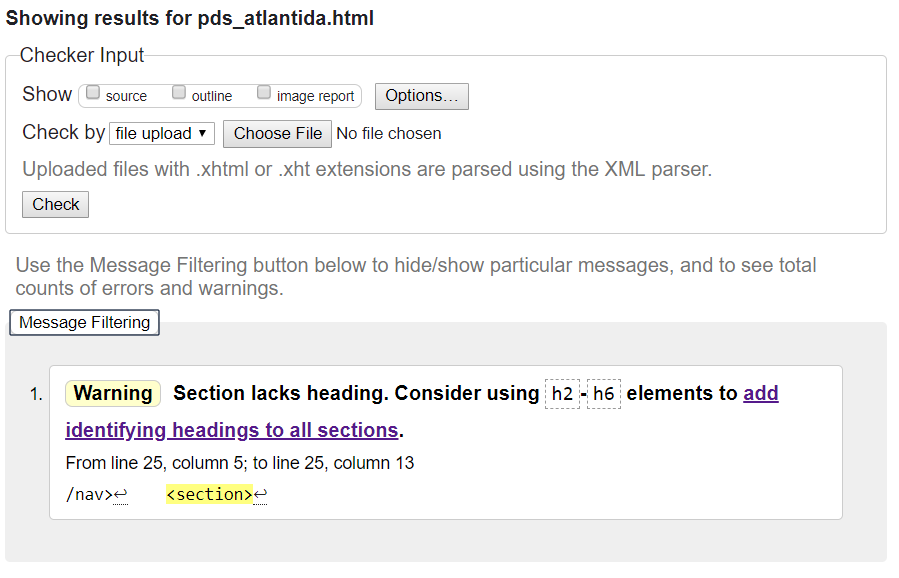 Showing results for pds_atlantida.html
Checker Input
Show source outline image report Options...
Check by file upload ▼ Choose File No file chosen
Uploaded files with .xhtml or .xht extensions are parsed using the XML parser.
Check
Use the Message Filtering button below to hide/show particular messages, and to see total
counts of errors and warnings.
Message Filtering
1. Warning Section lacks heading. Consider using h2-h6 elements to add
identifying headings to all sections.
From line 25, column 5; to line 25, column 13
/nav>↩ <section>↩